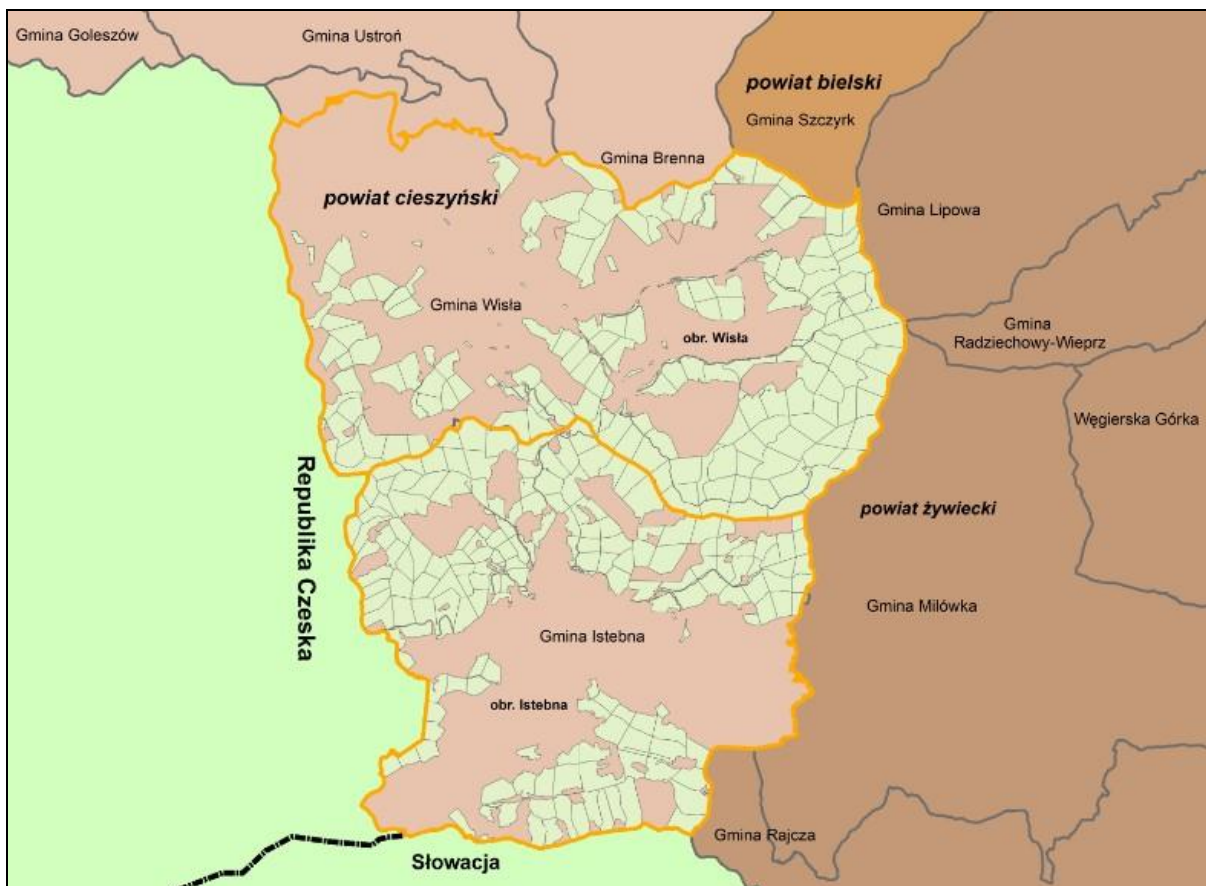 Gmina Goleszów
Gmina Ustroń
powiat bielski
Gmina Szczyrk
Gmina Brenna
powiat cieszyński
Gmina Lipowa
Gmina Wisła
obr. Wisła
Gmina
Radziechowy-Wieprz
Węgierska Górka
Republika Czeska
powiat żywiecki
Gmina Milówka
Gmina Istebna
obr. Istebna
Gmina Rajcza
Słowacja